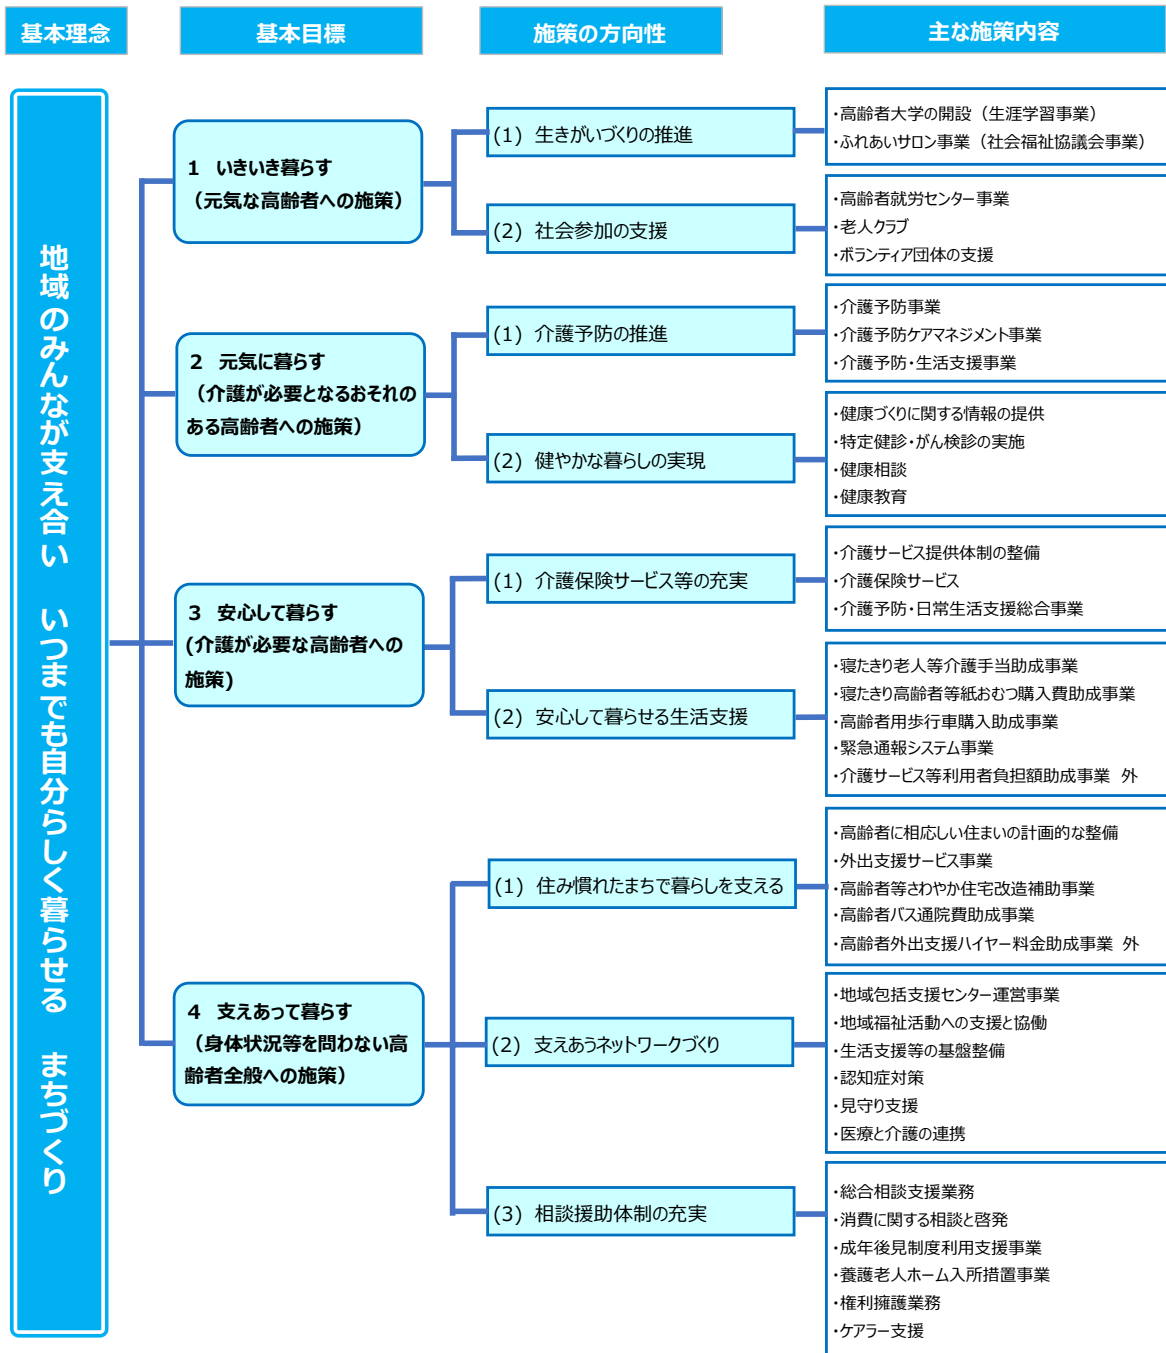 基本理念
基本目標
施策の方向性
主な施策内容
地域のみんなが支え合い　いつまでも自分らしく暮らせる　まちづくり
1　いきいき暮らす
（元気な高齢者への施策）
(1)　生きがいづくりの推進
・高齢者大学の開設（生涯学習事業）
・ふれあいサロン事業（社会福祉協議会事業）
(2)　社会参加の支援
・高齢者就労センター事業
・老人クラブ
・ボランティア団体の支援
2　元気に暮らす
（介護が必要となるおそれの
ある高齢者への施策）
(1)　介護予防の推進
・介護予防事業
・介護予防ケアマネジメント事業
・介護予防・生活支援事業
(2)　健やかな暮らしの実現
・健康づくりに関する情報の提供
・特定健診・がん検診の実施
・健康相談
・健康教育
3　安心して暮らす
(介護が必要な高齢者への
施策)
(1)　介護保険サービス等の充実
・介護サービス提供体制の整備
・介護保険サービス
・介護予防・日常生活支援総合事業
(2)　安心して暮らせる生活支援
・寝たきり老人等介護手当助成事業
・寝たきり高齢者等紙おむつ購入費助成事業
・高齢者用歩行車購入助成事業
・緊急通報システム事業
・介護サービス等利用者負担額助成事業　外
4　支えあって暮らす
（身体状況等を問わない高
齢者全般への施策）
(1)　住み慣れたまちで暮らしを支える
・高齢者に相応しい住まいの計画的な整備
・外出支援サービス事業
・高齢者等さわやか住宅改造補助事業
・高齢者バス通院費助成事業
・高齢者外出支援ハイヤー料金助成事業　外
(2)　支えあうネットワークづくり
・地域包括支援センター運営事業
・地域福祉活動への支援と協働
・生活支援等の基盤整備
・認知症対策
・見守り支援
・医療と介護の連携
(3)　相談援助体制の充実
・総合相談支援業務
・消費に関する相談と啓発
・成年後見制度利用支援事業
・養護老人ホーム入所措置事業
・権利擁護業務
・ケアラー支援